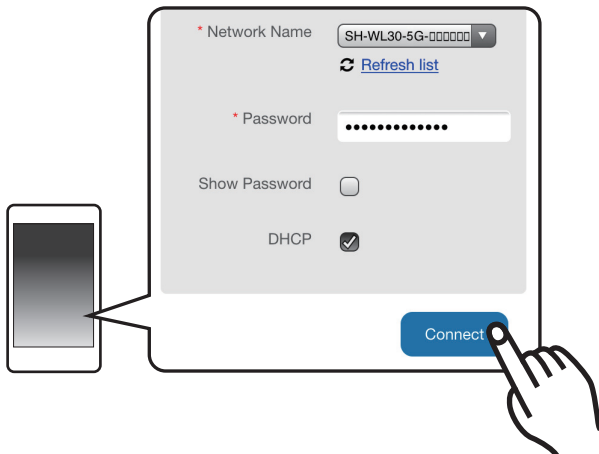 * Network Name
SH-WL30-5G-□□□□□□
Refresh list
* Password
•••••••••••••
Show Password
DHCP
Connect